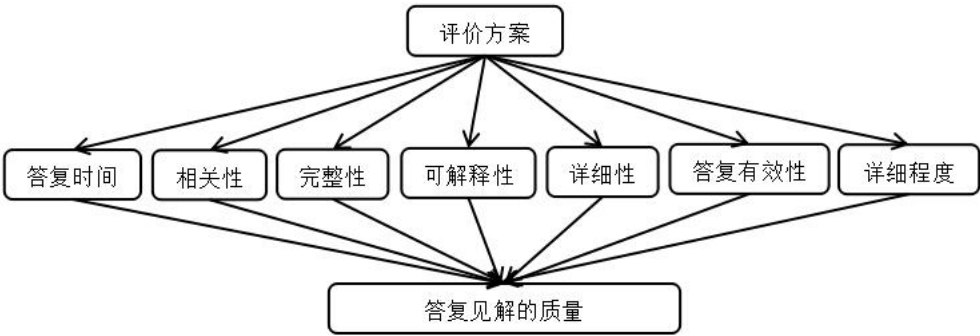 评价方案
答复时间
相关性
完整性
可解释性
详细性
答复有效性
详细程度
答复见解的质量